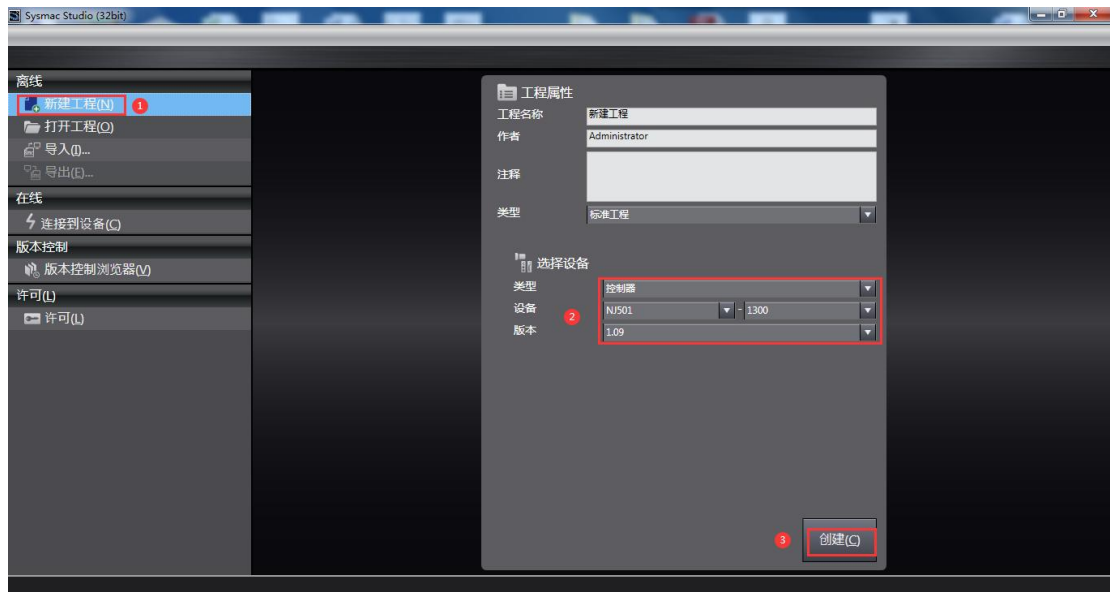 Sysmac Studio (32bit)
离线
新建工程(N) 1
打开工程(O)
导入(I)...
导出(E)...
在线
连接到设备(C)
版本控制
版本控制浏览器(V)
许可(L)
许可(L)
工程属性
工程名称 新建工程
作者 Administrator
注释
类型 标准工程
选择设备
类型 控制器
设备 2 NJ501 - 1300
版本 1.09
3 创建(C)